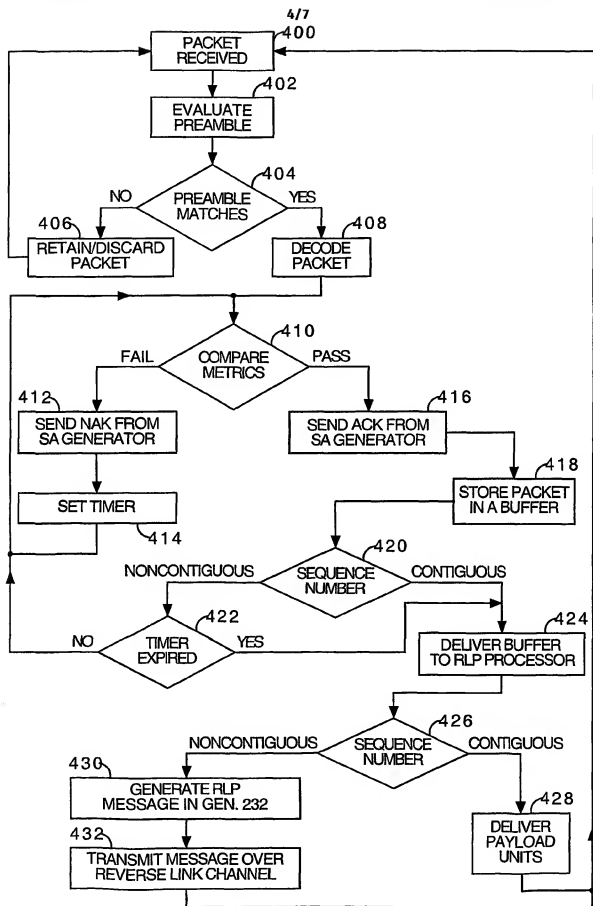 4/7
400
PACKET
RECEIVED
402
EVALUATE
PREAMBLE
404
PREAMBLE
MATCHES
NO
YES
406
RETAIN/DISCARD
PACKET
408
DECODE
PACKET
410
COMPARE
METRICS
FAIL
PASS
412
SEND NAK FROM
SA GENERATOR
416
SEND ACK FROM
SA GENERATOR
418
STORE PACKET
IN A BUFFER
SET TIMER
414
420
SEQUENCE
NUMBER
NONCONTIGUOUS
CONTIGUOUS
422
TIMER
EXPIRED
NO
YES
424
DELIVER BUFFER
TO RLP PROCESSOR
426
SEQUENCE
NUMBER
NONCONTIGUOUS
CONTIGUOUS
430
GENERATE RLP
MESSAGE IN GEN. 232
428
DELIVER
PAYLOAD
UNITS
432
TRANSMIT MESSAGE OVER
REVERSE LINK CHANNEL